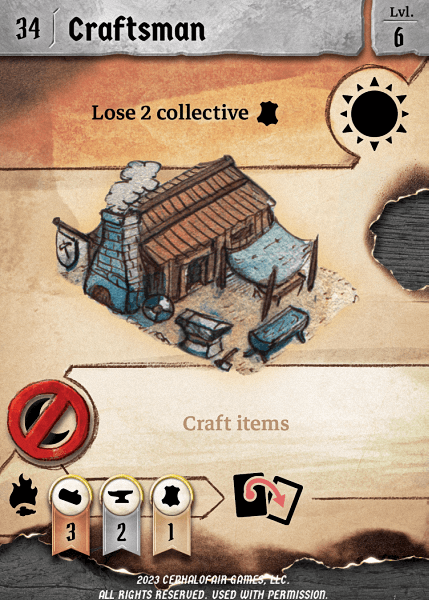 34 Craftsman
Lvl.
6
Lose 2 collective
Craft items
3 2 1
2023 CEPHALOFAIR GAMES, LLC.
ALL RIGHTS RESERVED. USED WITH PERMISSION.